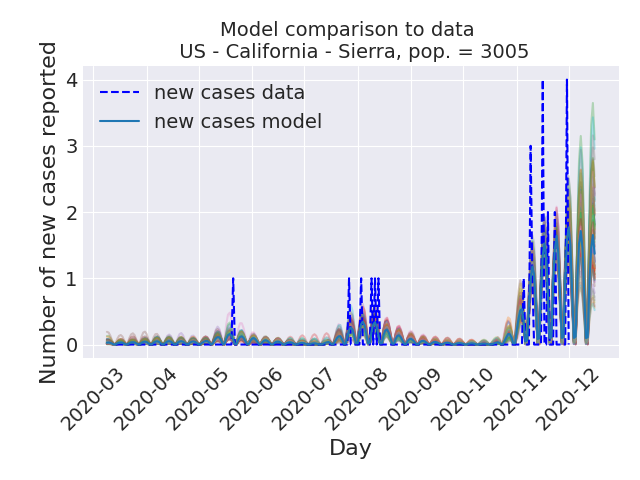 Model comparison to data
US - California - Sierra, pop. = 3005
Number of new cases reported
4
3
2
1
0
new cases data
new cases model
2020-03
2020-04
2020-05
2020-06
2020-07
2020-08
2020-09
2020-10
2020-11
2020-12
Day